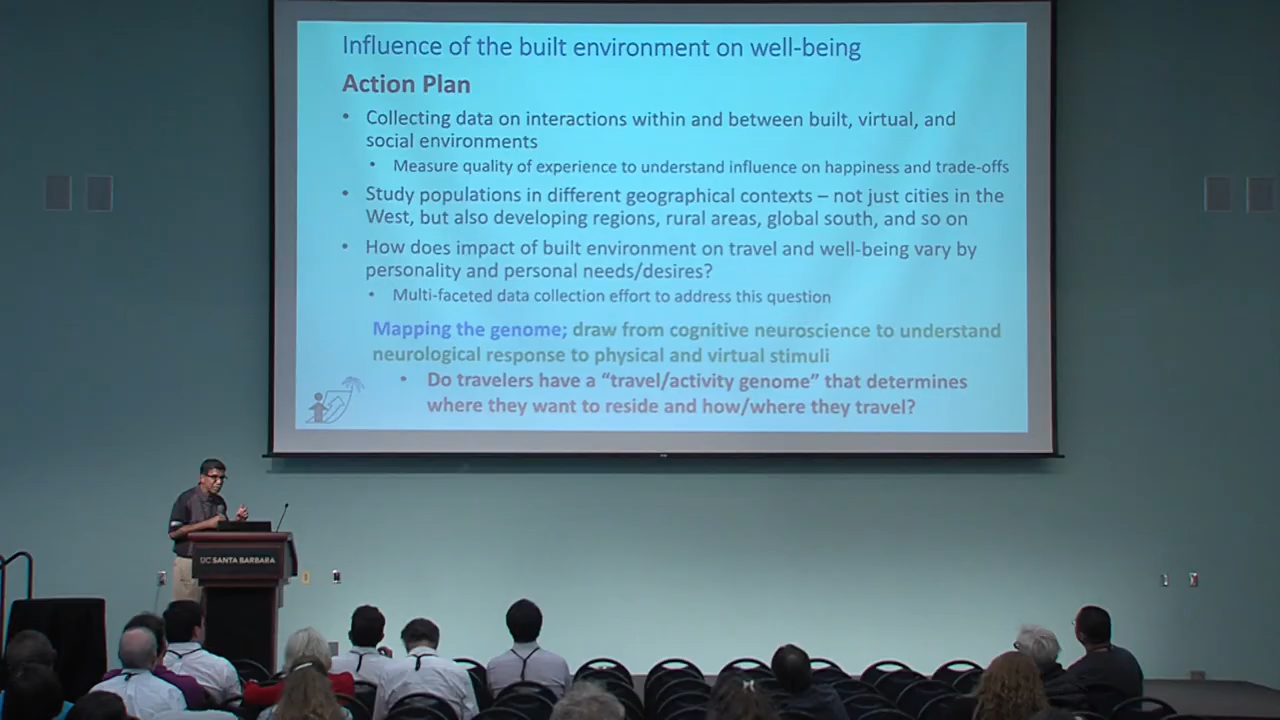 Influence of the built environment on well-being
Action Plan
• Collecting data on interactions within and between built, virtual, and
social environments
• Measure quality of experience to understand influence on happiness and trade-offs
• Study populations in different geographical contexts – not just cities in the
West, but also developing regions, rural areas, global south, and so on
• How does impact of built environment on travel and well-being vary by
personality and personal needs/desires?
• Multi-faceted data collection effort to address this question
Mapping the genome; draw from cognitive neuroscience to understand
neurological response to physical and virtual stimuli
• Do travelers have a “travel/activity genome” that determines
where they want to reside and how/where they travel?
UC SANTA BARBARA